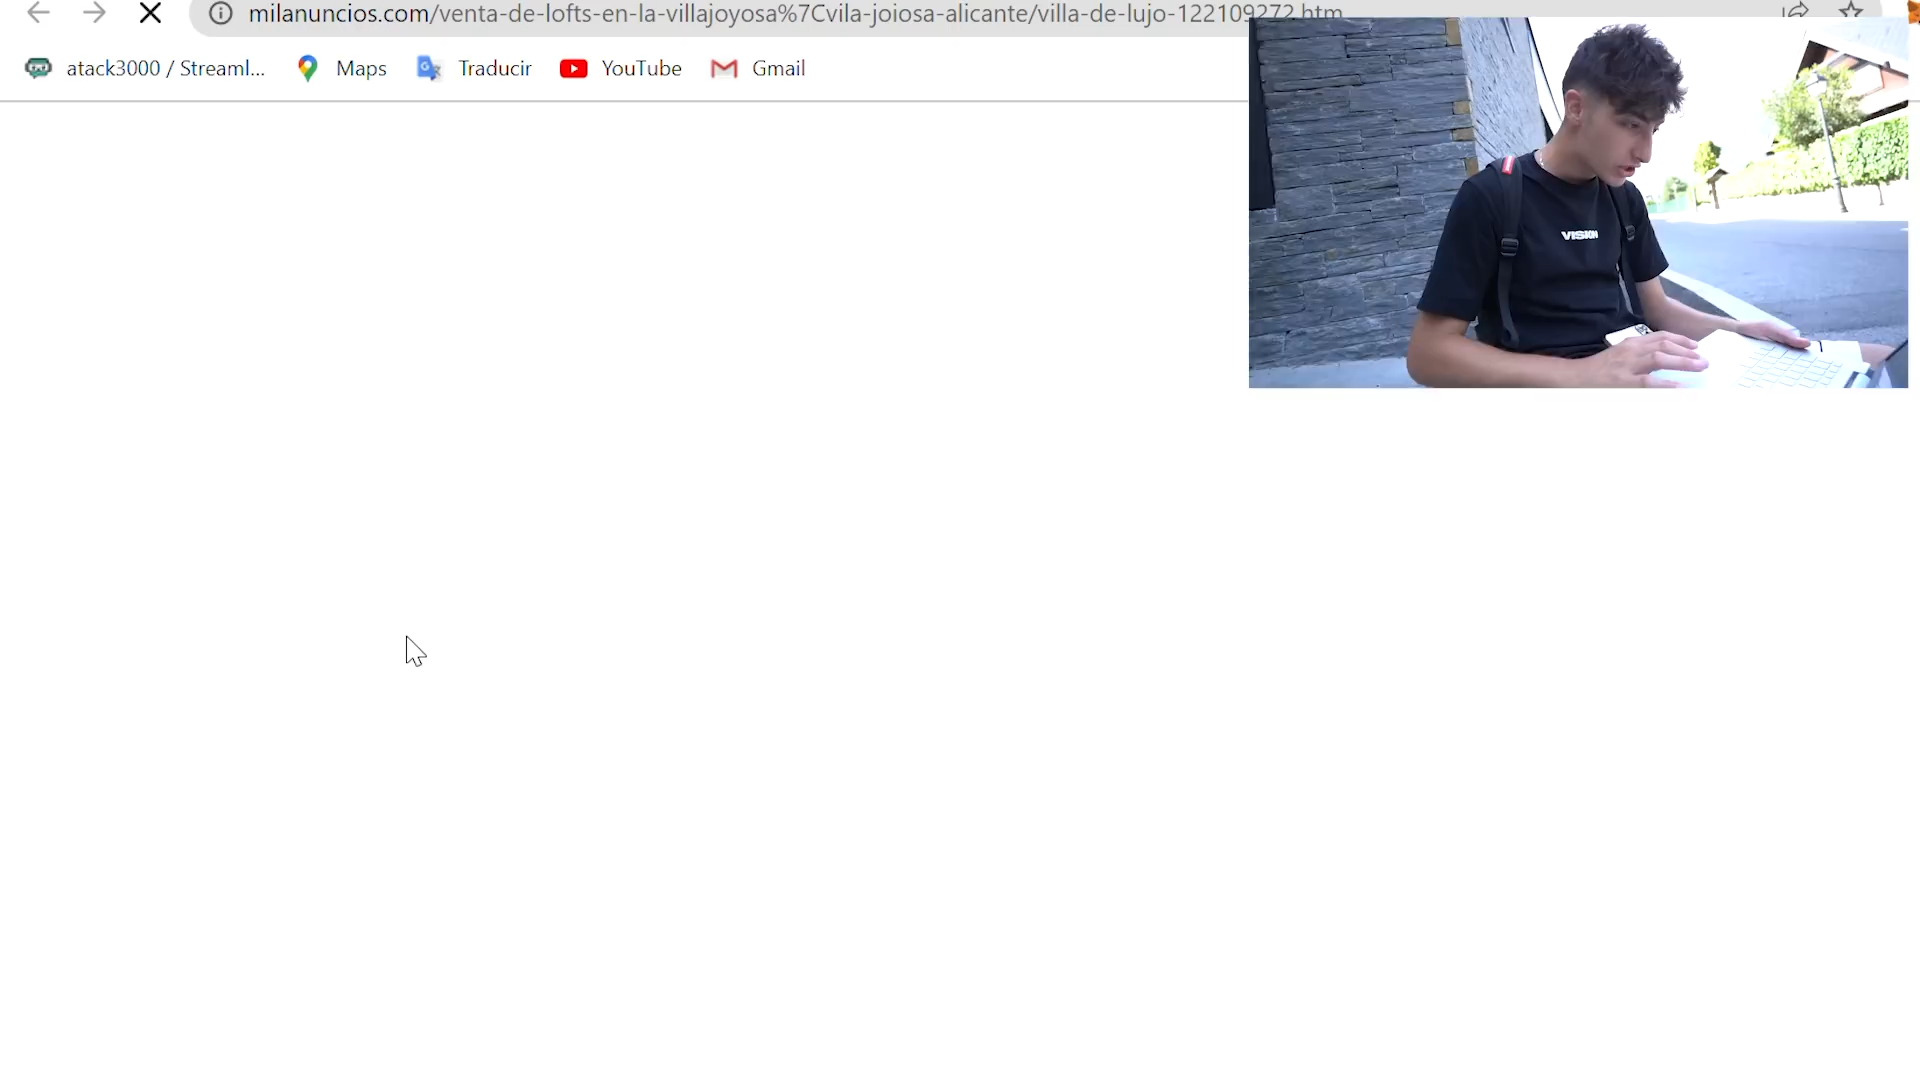 milanuncios.com/venta-de-lofts-en-la-villajoyosa%7Cvila-joiosa-alicante/villa-de-lujo-122109272.htm
atack3000 / Streaml... Maps Traducir YouTube Gmail
VISION